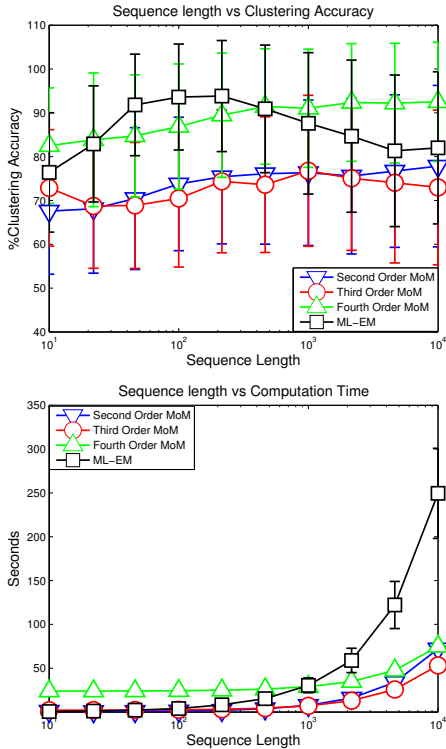 Sequence length vs Clustering Accuracy
110
100
90
80
70
60
50
40
%Clustering Accuracy
Second Order MoM
Third Order MoM
Fourth Order MoM
ML−EM
10^1
10^2
10^3
10^4
Sequence Length
Sequence length vs Computation Time
350
300
250
200
150
100
50
Seconds
Second Order MoM
Third Order MoM
Fourth Order MoM
ML−EM
10^1
10^2
10^3
10^4
Sequence Length